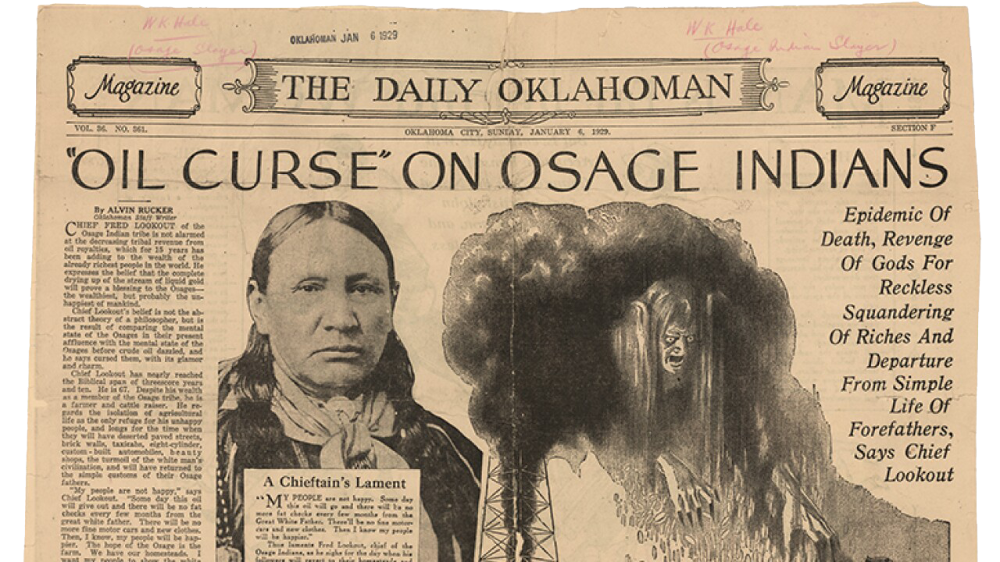 W.K. Hale
(Osage Slayer)
OKLAHOMAN JAN 6 1929
W K Hale
(Osage Indian Slayer)
Magazine
THE DAILY OKLAHOMAN
Magazine
VOL. 36. NO. 361.
OKLAHOMA CITY, SUNDAY, JANUARY 6, 1929.
SECTION F
"OIL CURSE" ON OSAGE INDIANS
By ALVIN RUCKER
Oklahoman Staff Writer
CHIEF FRED LOOKOUT of the
Osage Indian tribe is not alarmed
at the decreasing tribal revenue from
oil royalties, which for 15 years has
been adding to the wealth of the
already richest people in the world. He
expresses the belief that the complete
drying up of the stream of liquid gold
will prove a blessing to the Osages—
the wealthiest, but probably the un-
happiest of mankind.
Chief Lookout's belief is not the ab-
stract theory of a philosopher, but is
the result of comparing the mental
state of the Osages in their present
affluence with the mental state of the
Osages before crude oil dazzled, and
he says cursed them, with its glamor
and charm.
Chief Lookout has nearly reached
the Biblical span of threescore years
and ten. He is 67. Despite his wealth
as a member of the Osage tribe, he is
a farmer and cattle raiser. He re-
gards the isolation of agricultural
life as the only refuge for his unhappy
people, and longs for the time when
they will have deserted paved streets,
brick walls, taxicabs, eight-cylinder,
custom-built automobiles, beauty
shops, the turmoil of the white man's
civilization, and will have returned to
the simple customs of their Osage
fathers.
"My people are not happy," says
Chief Lookout. "Some day this oil
will give out and there will be no fat
checks every few months from the
great white father. There will be no
more fine motor cars and new clothes.
Then, I know, my people will be hap-
pier. The hope of the Osage is the
farm. We have our homesteads. I
want my people to show the white
A Chieftain's Lament
"MY PEOPLE are not happy. Some day
this oil will go and there will be no
more fat checks every few months from the
Great White Father. There'll be no fine motor-
cars and new clothes. Then I know my people
will be happier."
Thus laments Fred Lookout, chief of the
Osage Indians, as he sighs for the day when his
followers will revert to their homesteads and
Epidemic Of
Death, Revenge
Of Gods For
Reckless
Squandering
Of Riches And
Departure
From Simple
Life Of
Forefathers,
Says Chief
Lookout